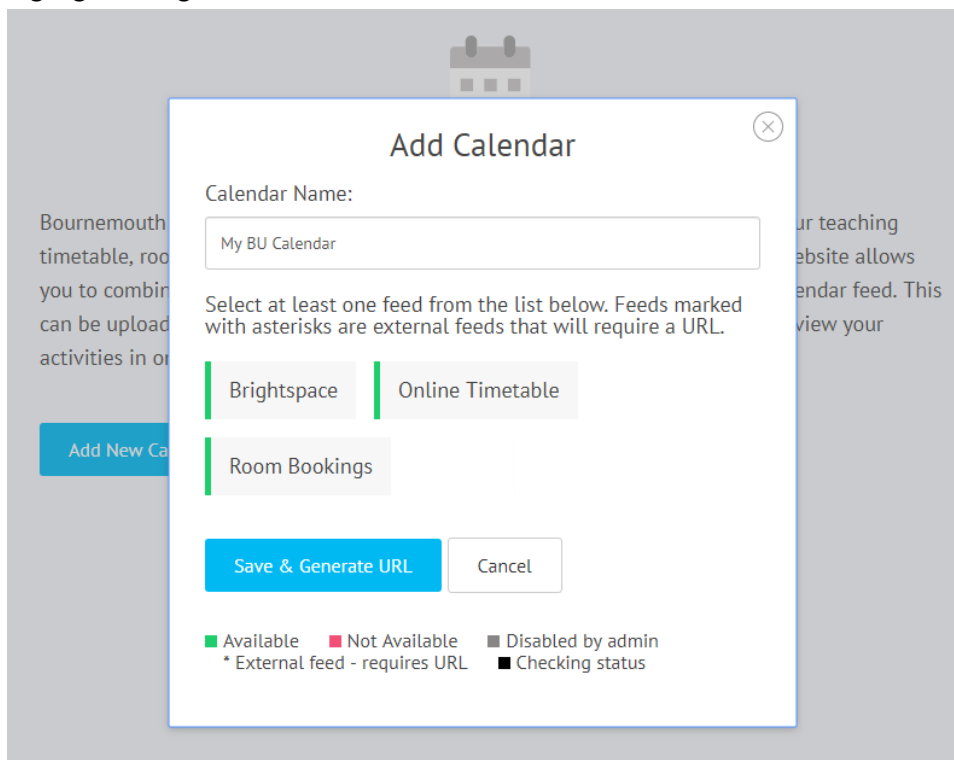 Add Calendar
Calendar Name:
My BU Calendar
Bournemouth
ur teaching
timetable, roo
ebsite allows
you to combin
endar feed. This
can be upload
view your
activities in o
Select at least one feed from the list below. Feeds marked
with asterisks are external feeds that will require a URL.
Brightspace
Online Timetable
Add New Ca
Room Bookings
Save & Generate URL
Cancel
Available
Not Available
Disabled by admin
* External feed - requires URL
Checking status